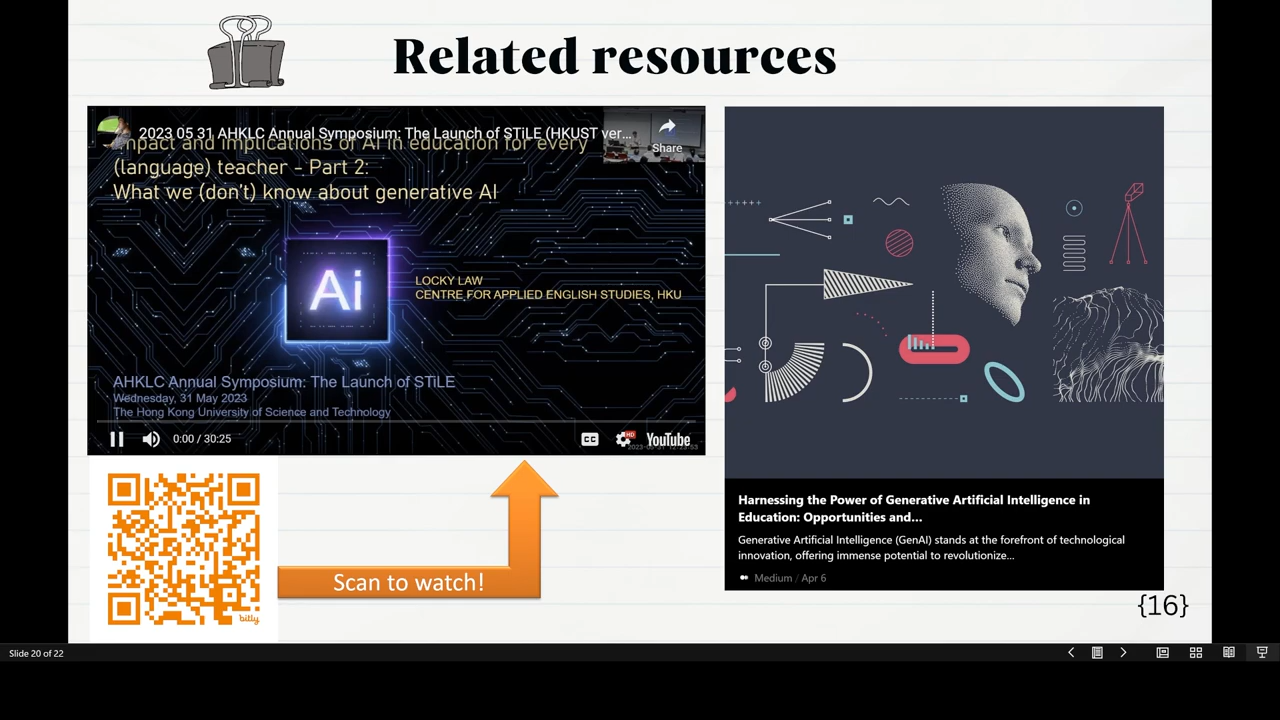 Related resources
2023 05 31 AHKLC Annual Symposium: The Launch of STiLE (HKUST ver...
Share
mpact and implications of AI in education for every
(language) teacher - Part 2:
What we (don't) know about generative AI
Ai
LOCKY LAW
CENTRE FOR APPLIED ENGLISH STUDIES, HKU
AHKLC Annual Symposium: The Launch of STiLE
Wednesday, 31 May 2023
The Hong Kong University of Science and Technology
0:00 / 30:25
CC
HD
YouTube
bitly
Scan to watch!
Harnessing the Power of Generative Artificial Intelligence in
Education: Opportunities and...
Generative Artificial Intelligence (GenAI) stands at the forefront of technological
innovation, offering immense potential to revolutionize...
Medium / Apr 6
{16}
Slide 20 of 22